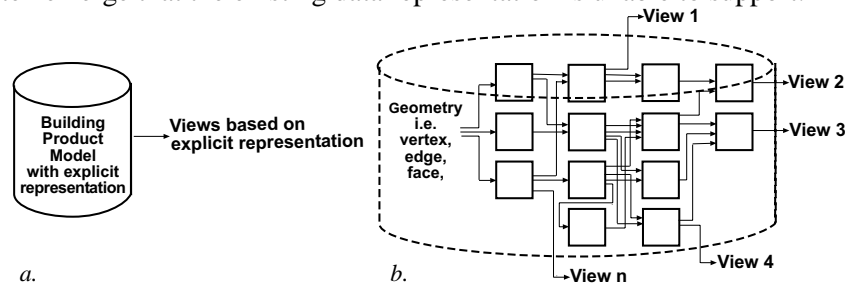 View 1
Building
Product
Model
with explicit
representation
Views based on
explicit representation
Geometry
i.e.
vertex,
edge,
face,
View 2
View 3
View 4
View n
a.
b.